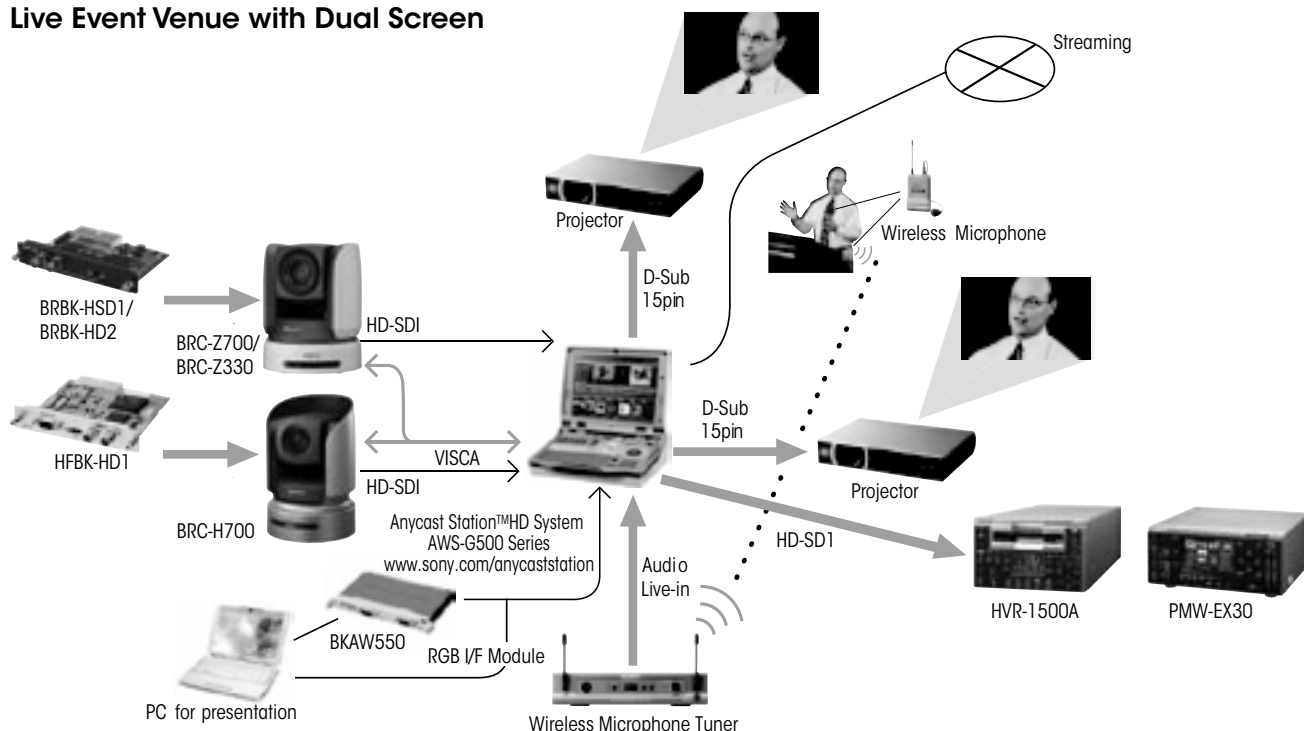 Live Event Venue with Dual Screen
Streaming
Projector
Wireless Microphone
D-Sub
15pin
BRBK-HSD1/
BRBK-HD2
BRC-Z700/
BRC-Z330
HD-SDI
HFBK-HD1
VISCA
HD-SDI
BRC-H700
D-Sub
15pin
Projector
Anycast Station™HD System
AWS-G500 Series
www.sony.com/anycaststation
HD-SD1
Audio
Live-in
HVR-1500A
PMW-EX30
BKAW550
RGB I/F Module
PC for presentation
Wireless Microphone Tuner